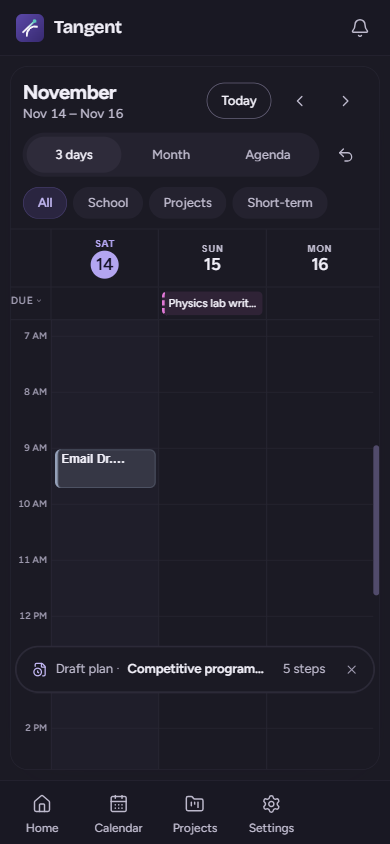 Tangent
November
Nov 14 – Nov 16
Today
3 days Month Agenda
All School Projects Short-term
SAT SUN MON
14 15 16
DUE
Physics lab writ...
7 AM
8 AM
9 AM
Email Dr....
10 AM
11 AM
12 PM
Draft plan · Competitive program... 5 steps
2 PM
Home Calendar Projects Settings